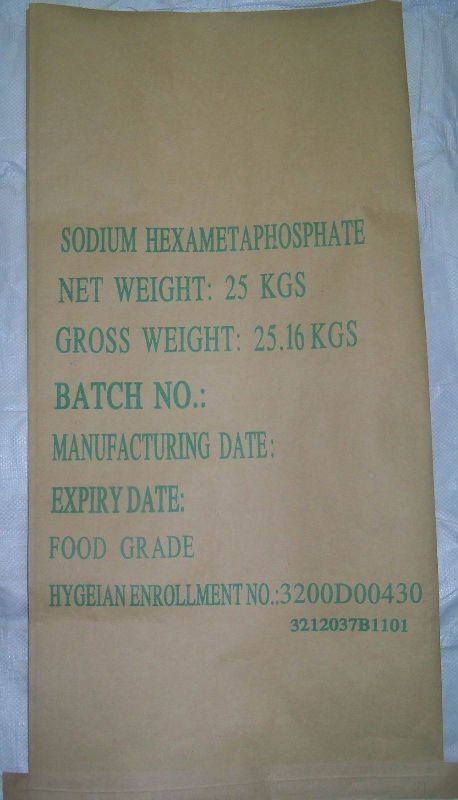 SODIUM HEXAMETAPHOSPHATE
NET WEIGHT: 25 KGS
GROSS WEIGHT: 25.16 KGS
BATCH NO.:
MANUFACTURING DATE:
EXPIRY DATE:
FOOD GRADE
HYGEIAN ENROLLMENT NO.:3200D00430
3212037B1101